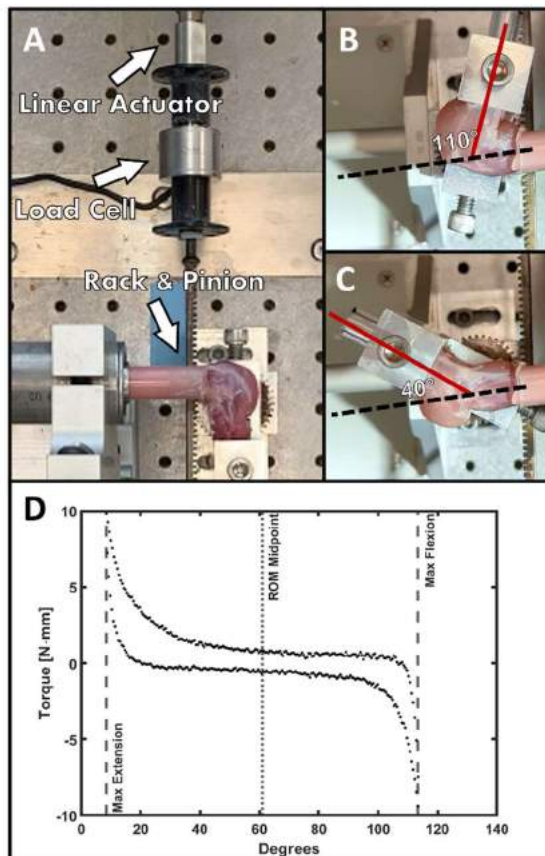 A
Linear Actuator
Load Cell
Rack & Pinion
B
110°
C
40°
D
10
5
0
-5
-10
Torque [N·mm]
Max Extension
ROM Midpoint
Max Flexion
0 20 40 60 80 100 120 140
Degrees